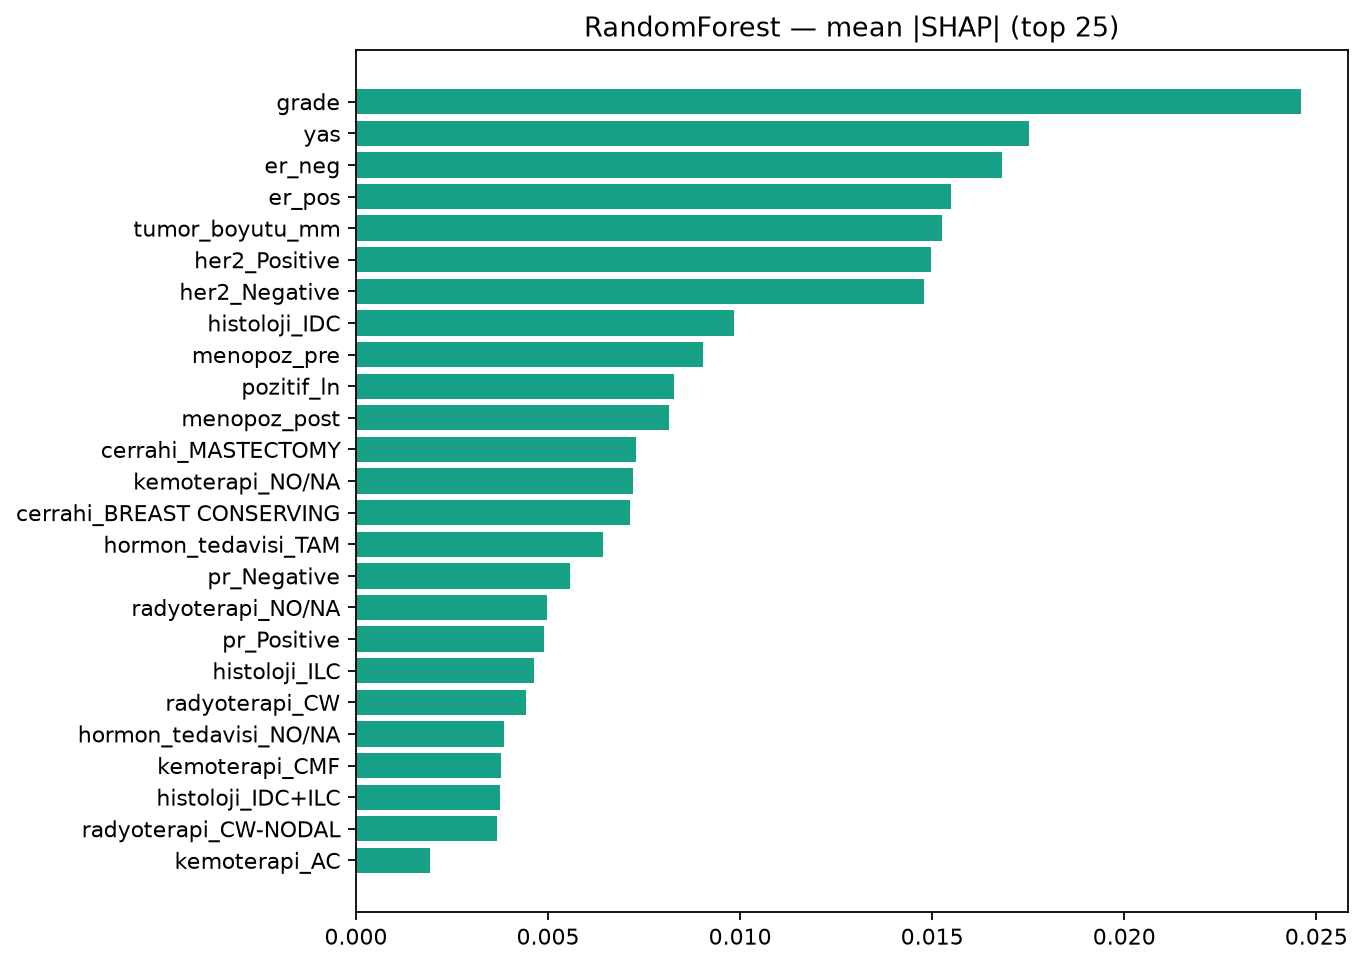 RandomForest — mean |SHAP| (top 25)
grade
yas
er_neg
er_pos
tumor_boyutu_mm
her2_Positive
her2_Negative
histoloji_IDC
menopoz_pre
pozitif_ln
menopoz_post
cerrahi_MASTECTOMY
kemoterapi_NO/NA
cerrahi_BREAST CONSERVING
hormon_tedavisi_TAM
pr_Negative
radyoterapi_NO/NA
pr_Positive
histoloji_ILC
radyoterapi_CW
hormon_tedavisi_NO/NA
kemoterapi_CMF
histoloji_IDC+ILC
radyoterapi_CW-NODAL
kemoterapi_AC
0.000 0.005 0.010 0.015 0.020 0.025